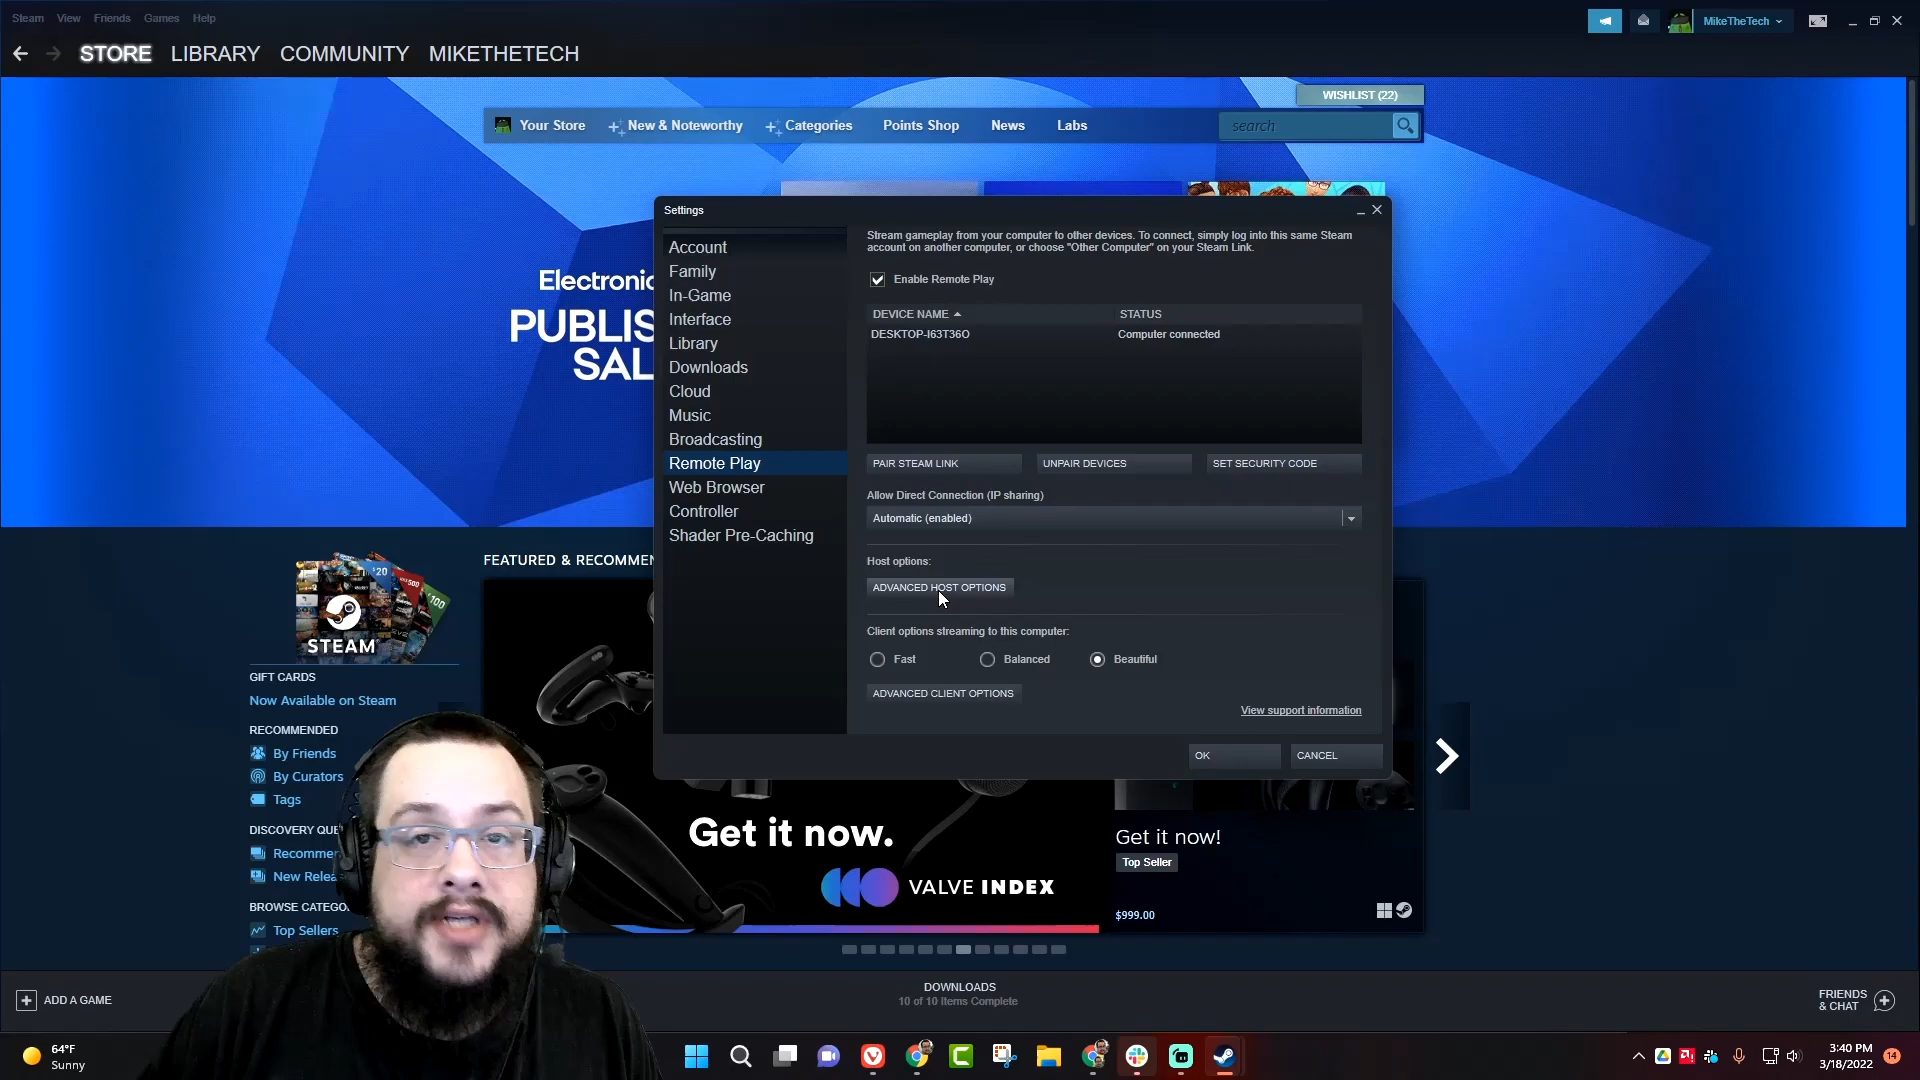 Steam View Friends Games Help
MikeTheTech
STORE LIBRARY COMMUNITY MIKETHETECH
WISHLIST (22)
Your Store New & Noteworthy Categories Points Shop News Labs
search
Electronic
PUBLIS
SAL
Settings
Account
Family
In-Game
Interface
Library
Downloads
Cloud
Music
Broadcasting
Remote Play
Web Browser
Controller
Shader Pre-Caching
Stream gameplay from your computer to other devices. To connect, simply log into this same Steam
account on another computer, or choose "Other Computer" on your Steam Link.
Enable Remote Play
DEVICE NAME STATUS
DESKTOP-I63T36O Computer connected
PAIR STEAM LINK UNPAIR DEVICES SET SECURITY CODE
Allow Direct Connection (IP sharing)
Automatic (enabled)
Host options:
ADVANCED HOST OPTIONS
Client options streaming to this computer:
Fast Balanced Beautiful
ADVANCED CLIENT OPTIONS
View support information
OK CANCEL
FEATURED & RECOMMEN
$20
$100
STEAM
GIFT CARDS
Now Available on Steam
RECOMMENDED
By Friends
By Curators
Tags
DISCOVERY QUE
Recommen
New Relea
BROWSE CATEGO
Top Sellers
Get it now.
VALVE INDEX
Get it now!
Top Seller
$999.00
ADD A GAME
DOWNLOADS
10 of 10 Items Complete
FRIENDS
& CHAT
64°F
Sunny
3:40 PM
3/18/2022
14